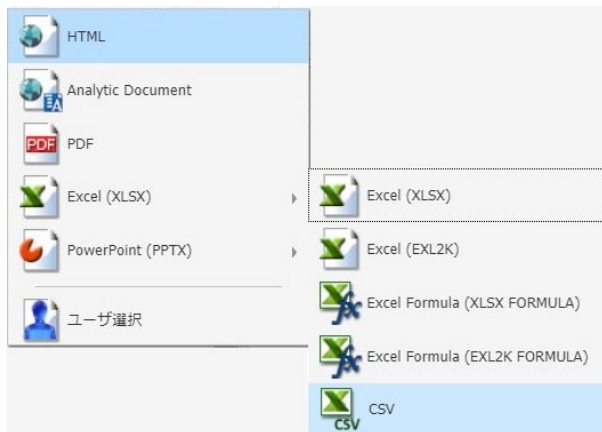 HTML
Analytic Document
PDF
PDF
Excel (XLSX)
PowerPoint (PPTX)
ユーザ選択
Excel (XLSX)
Excel (EXL2K)
Excel Formula (XLSX FORMULA)
Excel Formula (EXL2K FORMULA)
CSV
CSV